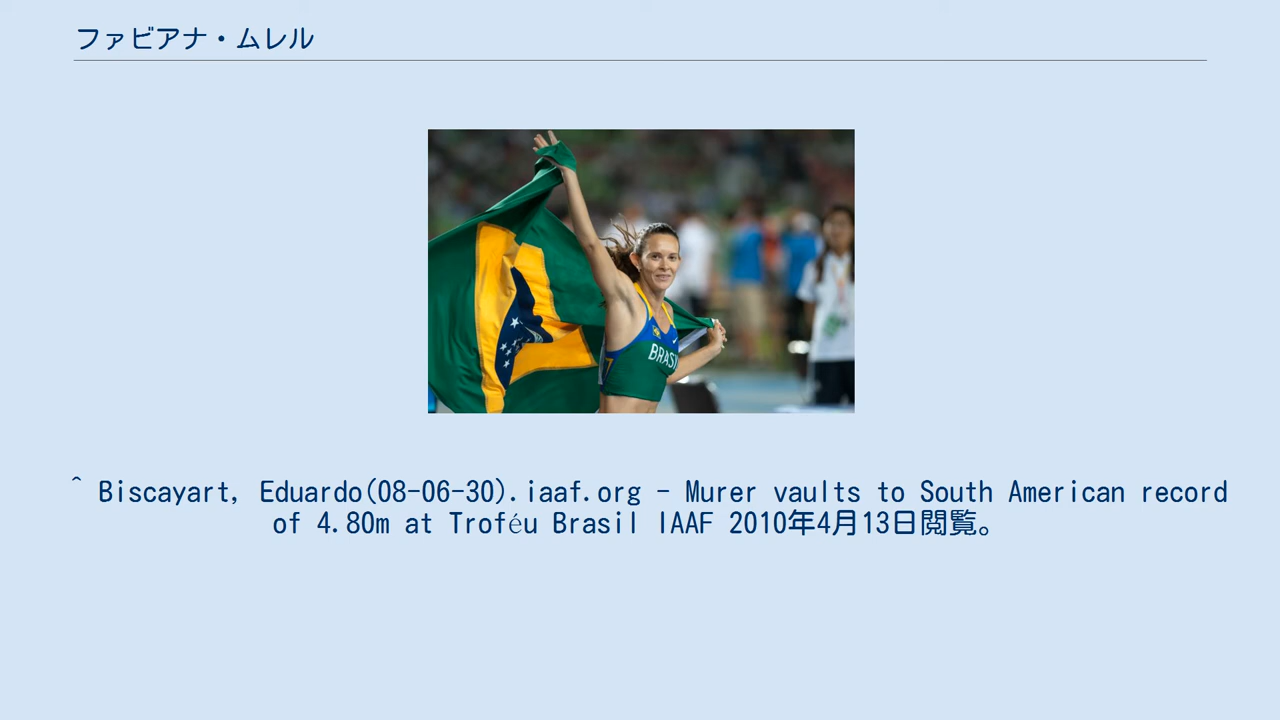 ファビアナ・ムレル
BRASI
^ Biscayart, Eduardo(08-06-30).iaaf.org - Murer vaults to South American record
of 4.80m at Troféu Brasil IAAF 2010年4月13日閲覧。